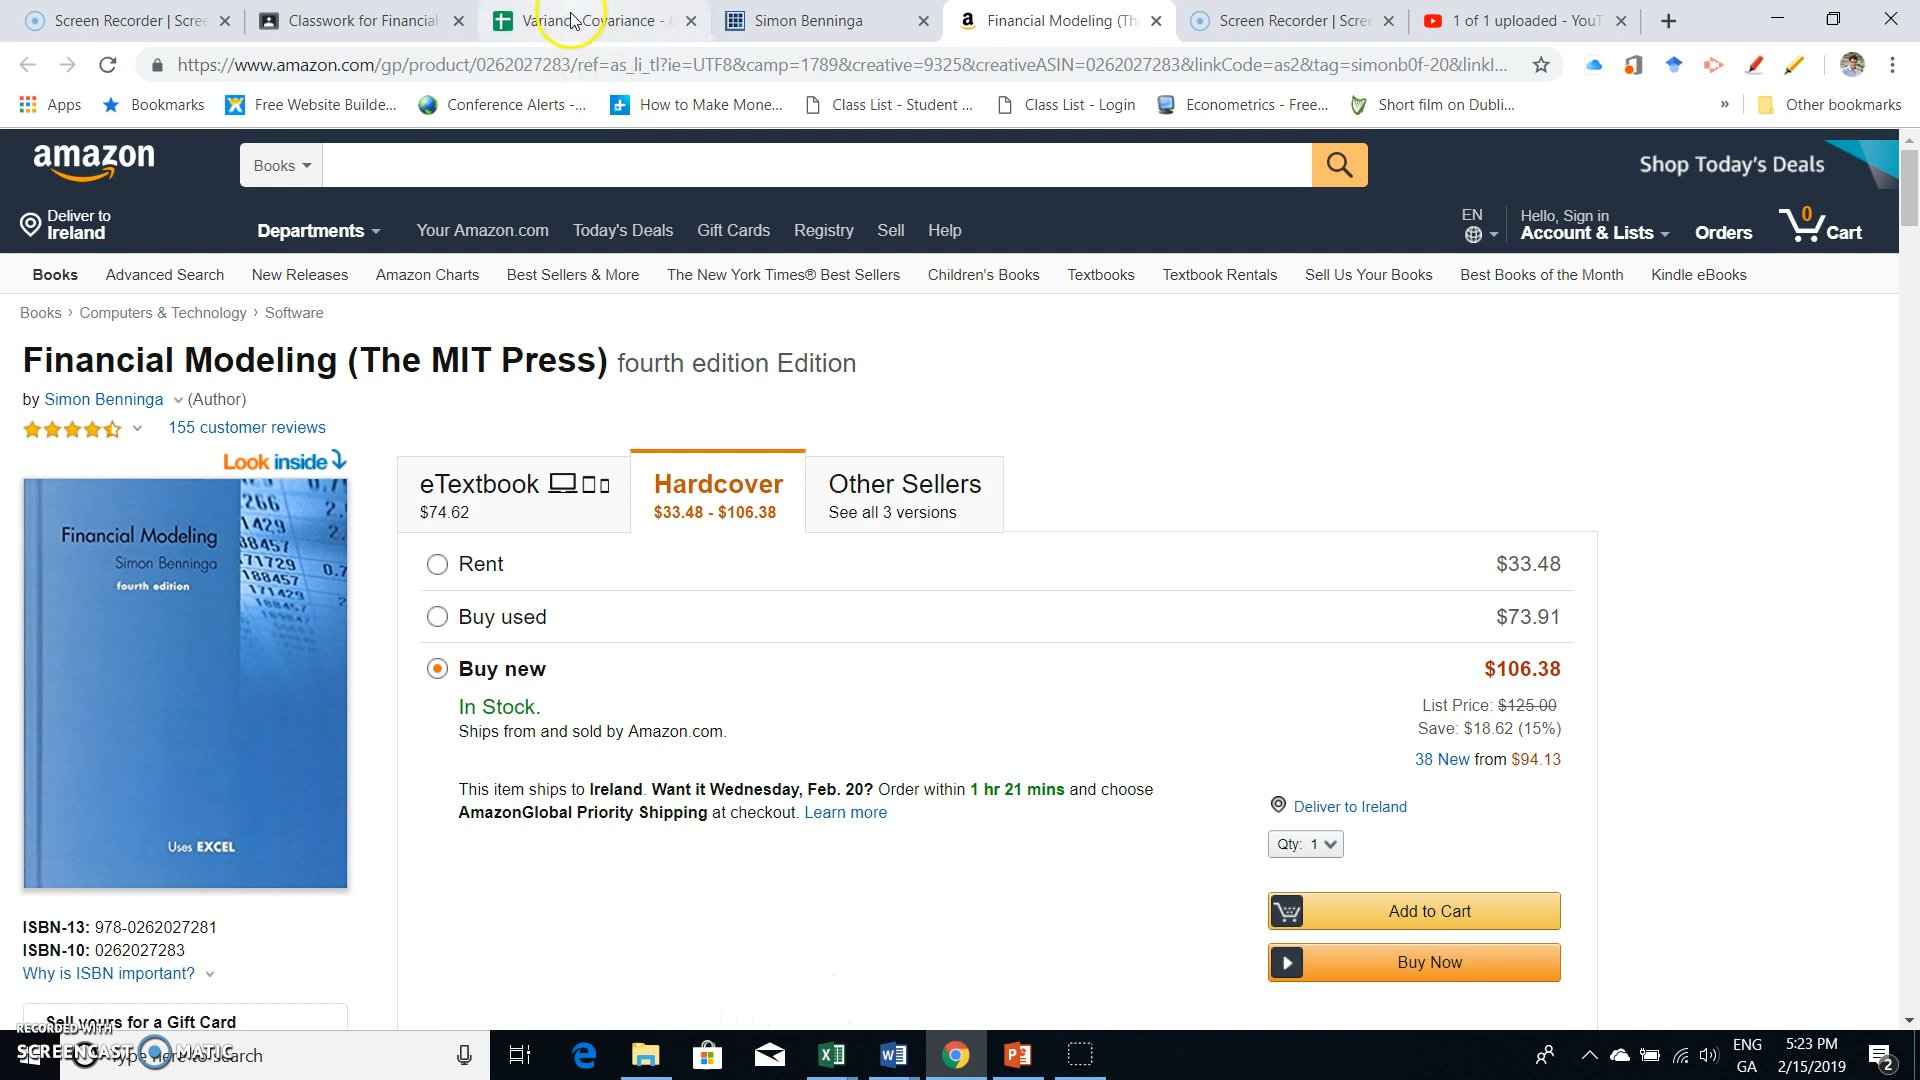 Screen Recorder | Scree
Classwork for Financial
Variance Covariance - G
Simon Benninga
Financial Modeling (Th
Screen Recorder | Scree
1 of 1 uploaded - YouT
https://www.amazon.com/gp/product/0262027283/ref=as_li_tl?ie=UTF8&camp=1789&creative=9325&creativeASIN=0262027283&linkCode=as2&tag=simonb0f-20&linkI...
Apps
Bookmarks
Free Website Builde...
Conference Alerts -...
How to Make Mone...
Class List - Student ...
Class List - Login
Econometrics - Free...
Short film on Dubli...
»
Other bookmarks
amazon
Books
Shop Today's Deals
Deliver to
Ireland
Departments
Your Amazon.com
Today's Deals
Gift Cards
Registry
Sell
Help
EN
Hello, Sign in
Account & Lists
Orders
0
Cart
Books
Advanced Search
New Releases
Amazon Charts
Best Sellers & More
The New York Times® Best Sellers
Children's Books
Textbooks
Textbook Rentals
Sell Us Your Books
Best Books of the Month
Kindle eBooks
Books › Computers & Technology › Software
Financial Modeling (The MIT Press) fourth edition Edition
by Simon Benninga (Author)
155 customer reviews
Look inside
Financial Modeling
Simon Benninga
fourth edition
Uses EXCEL
eTextbook
$74.62
Hardcover
$33.48 - $106.38
Other Sellers
See all 3 versions
Rent
$33.48
Buy used
$73.91
Buy new
$106.38
In Stock.
Ships from and sold by Amazon.com.
List Price: $125.00
Save: $18.62 (15%)
38 New from $94.13
This item ships to Ireland. Want it Wednesday, Feb. 20? Order within 1 hr 21 mins and choose
AmazonGlobal Priority Shipping at checkout. Learn more
Deliver to Ireland
Qty: 1
Add to Cart
Buy Now
ISBN-13: 978-0262027281
ISBN-10: 0262027283
Why is ISBN important?
Sell yours for a Gift Card
RECORDED WITH
SCREENCAST MATIC
Type here to search
ENG
GA
5:23 PM
2/15/2019
2